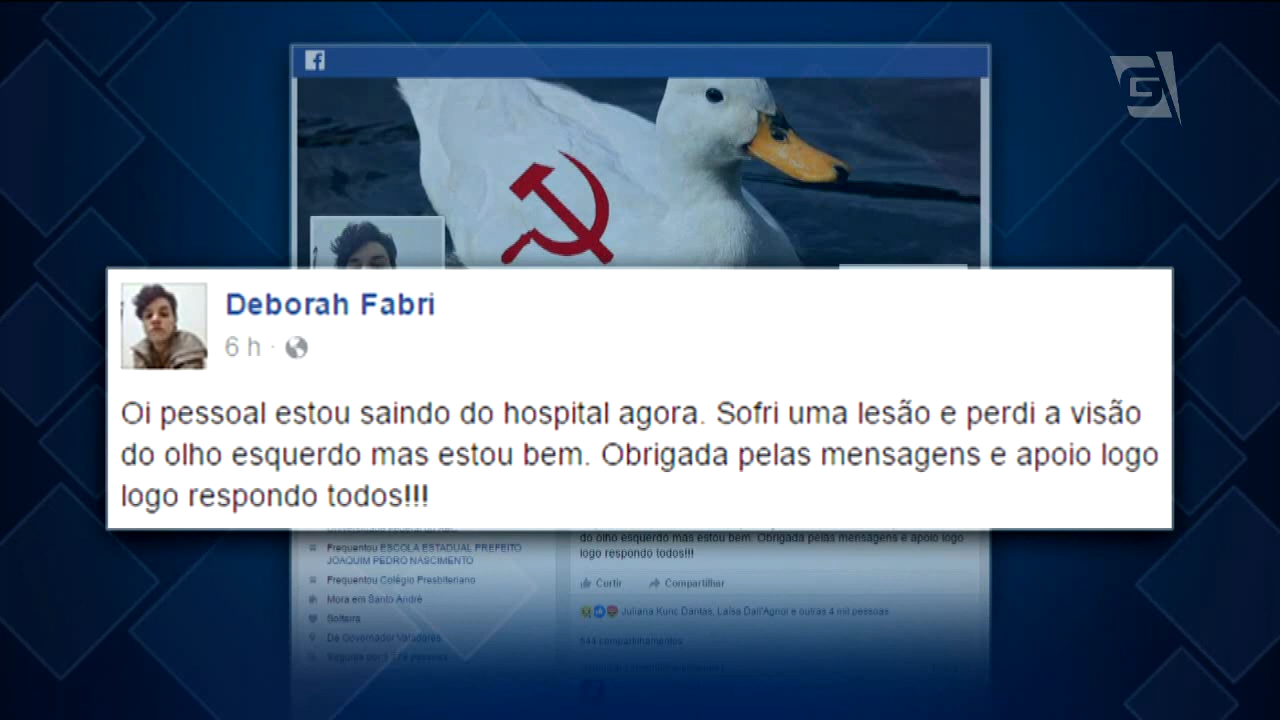 Deborah Fabri
6 h ·
Oi pessoal estou saindo do hospital agora. Sofri uma lesão e perdi a visão
do olho esquerdo mas estou bem. Obrigada pelas mensagens e apoio logo
logo respondo todos!!!
Frequentou ESCOLA ESTADUAL PREFEITO
JOAQUIM PEDRO NASCIMENTO
Frequentou Colégio Presbiteriano
Mora em Santo André
Solteira
De Governador Valadares
do olho esquerdo mas estou bem. Obrigada pelas mensagens e apoio logo
logo respondo todos!!!
Curtir Compartilhar
Juliana Kunc Dantas, Laísa Dall'Agnol e outras 4 mil pessoas
644 compartilhamentos